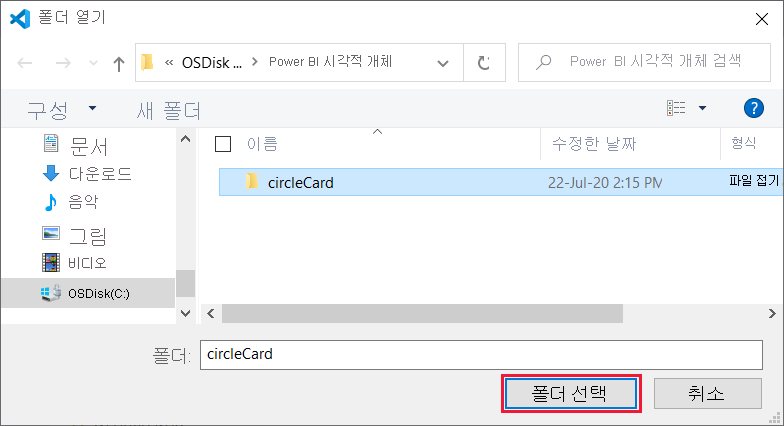 폴더 열기
« OSDisk ... > Power BI 시각적 개체
Power BI 시각적 개체 검색
구성 새 폴더
이름 수정한 날짜 형식
문서
다운로드
음악
그림
비디오
OSDisk(C:)
circleCard 22-Jul-20 2:15 PM 파일 접기
폴더: circleCard
폴더 선택 취소